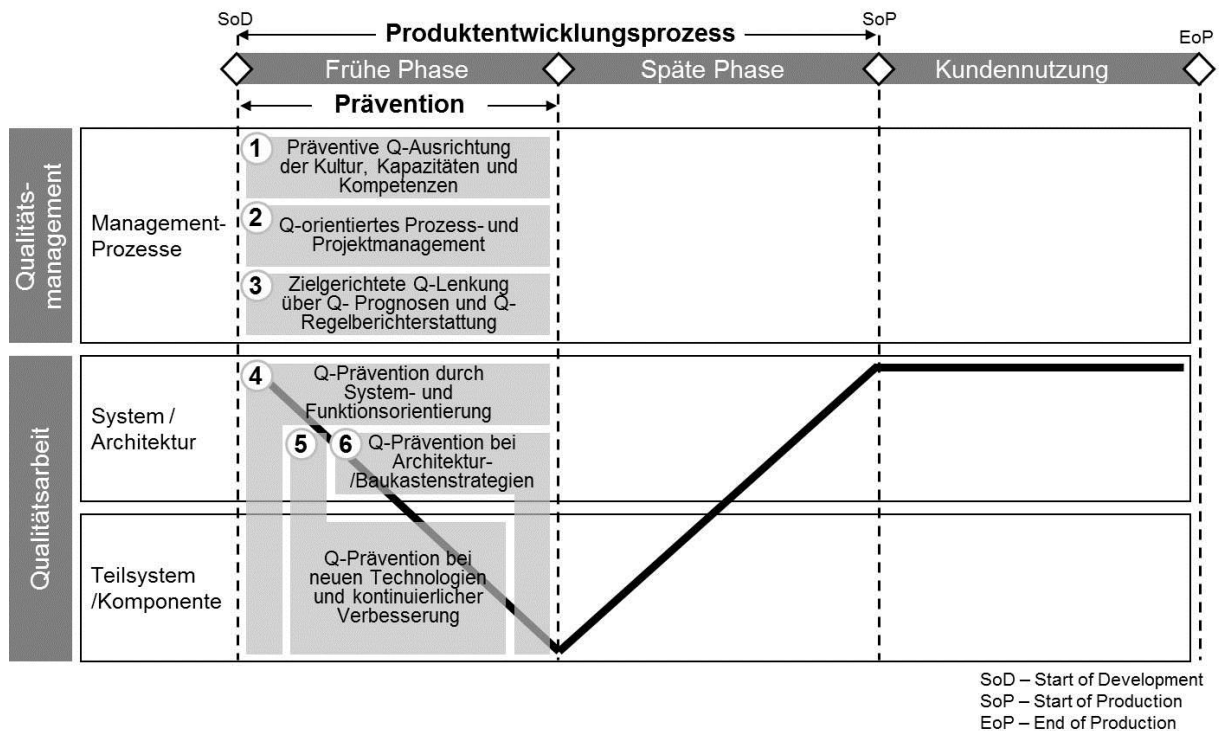 SoD
SoP
EoP
Produktentwicklungsprozess
Frühe Phase
Späte Phase
Kundennutzung
Prävention
Qualitäts-
management
Management-
Prozesse
1
Präventive Q-Ausrichtung
der Kultur, Kapazitäten und
Kompetenzen
2
Q-orientiertes Prozess- und
Projektmanagement
3
Zielgerichtete Q-Lenkung
über Q- Prognosen und Q-
Regelberichterstattung
Qualitätsarbeit
System /
Architektur
4
Q-Prävention durch
System- und
Funktionsorientierung
5
6
Q-Prävention bei
Architektur-
/Baukastenstrategien
Teilsystem
/Komponente
Q-Prävention bei
neuen Technologien
und kontinuierlicher
Verbesserung
SoD – Start of Development
SoP – Start of Production
EoP – End of Production